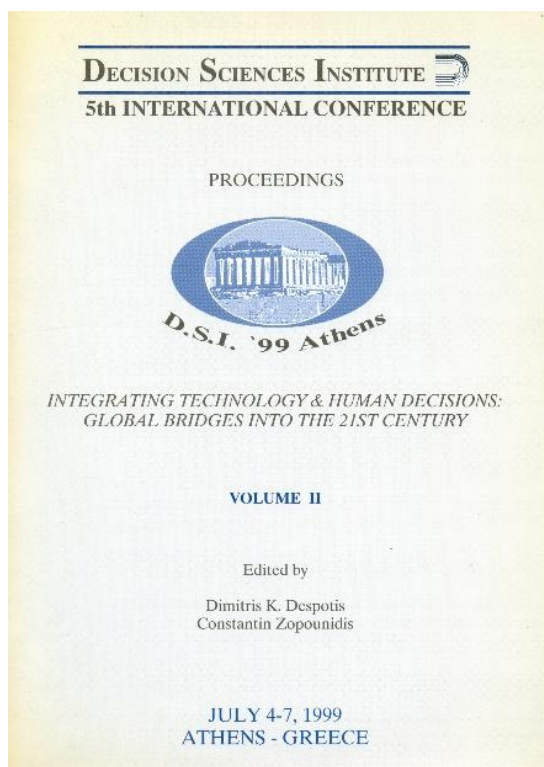 DECISION SCIENCES INSTITUTE
5th INTERNATIONAL CONFERENCE
PROCEEDINGS
D.S.I. '99 Athens
INTEGRATING TECHNOLOGY & HUMAN DECISIONS:
GLOBAL BRIDGES INTO THE 21ST CENTURY
VOLUME II
Edited by
Dimitris K. Despotis
Constantin Zopounidis
JULY 4-7, 1999
ATHENS - GREECE